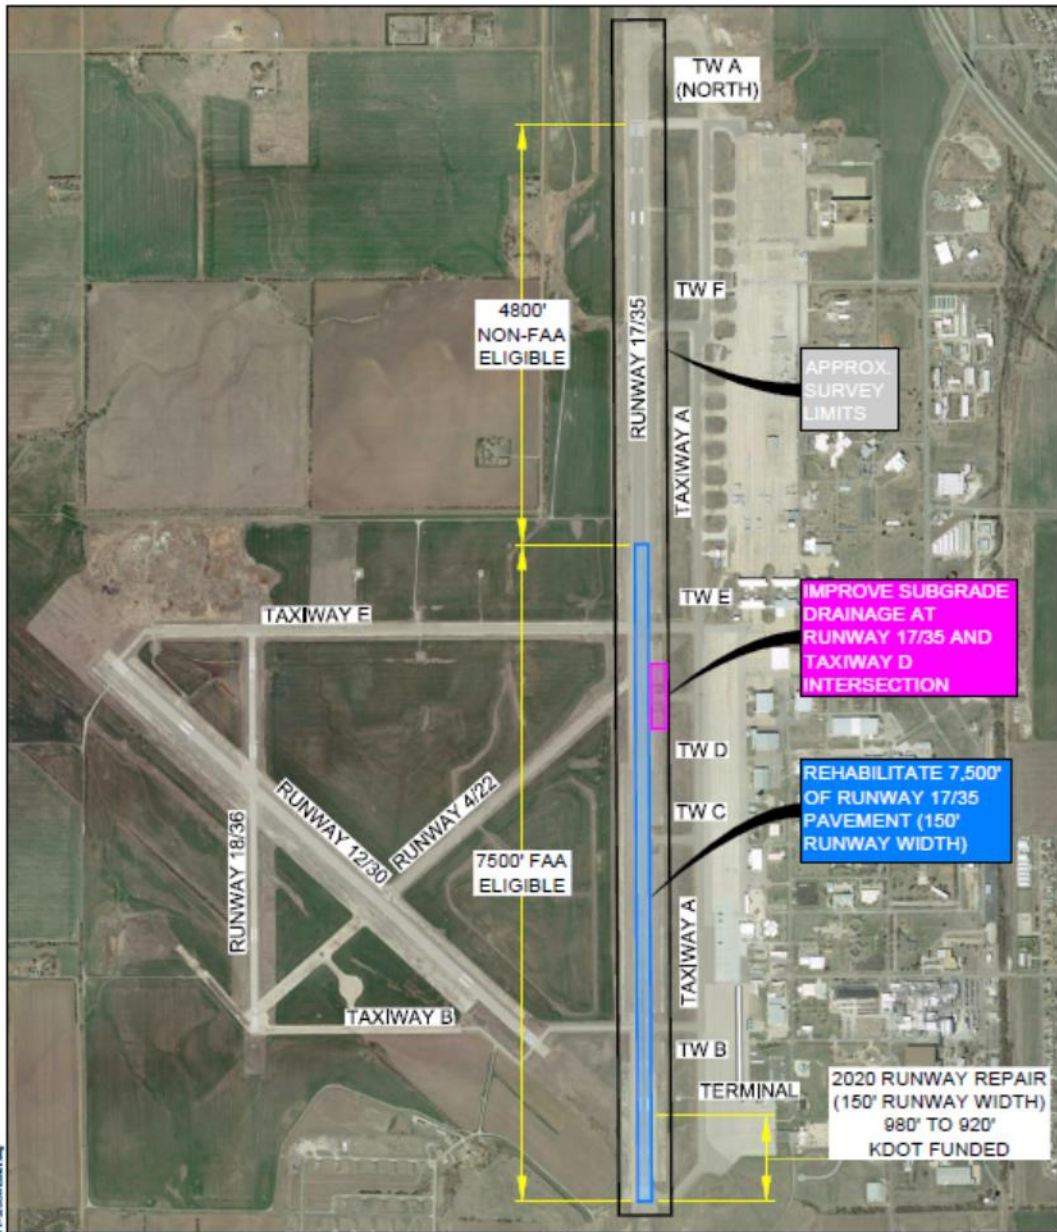 TW A
(NORTH)
4800'
NON-FAA
ELIGIBLE
RUNWAY 17/35
TW F
APPROX.
SURVEY
LIMITS
TAXIWAY A
TAXIWAY E
TW E
IMPROVE SUBGRADE
DRAINAGE AT
RUNWAY 17/35 AND
TAXIWAY D
INTERSECTION
TW D
REHABILITATE 7,500'
OF RUNWAY 17/35
PAVEMENT (150'
RUNWAY WIDTH)
TW C
RUNWAY 4/22
RUNWAY 12/30
RUNWAY 18/36
7500' FAA
ELIGIBLE
TAXIWAY A
TAXIWAY B
TW B
TERMINAL
2020 RUNWAY REPAIR
(150' RUNWAY WIDTH)
980' TO 920'
KDOT FUNDED